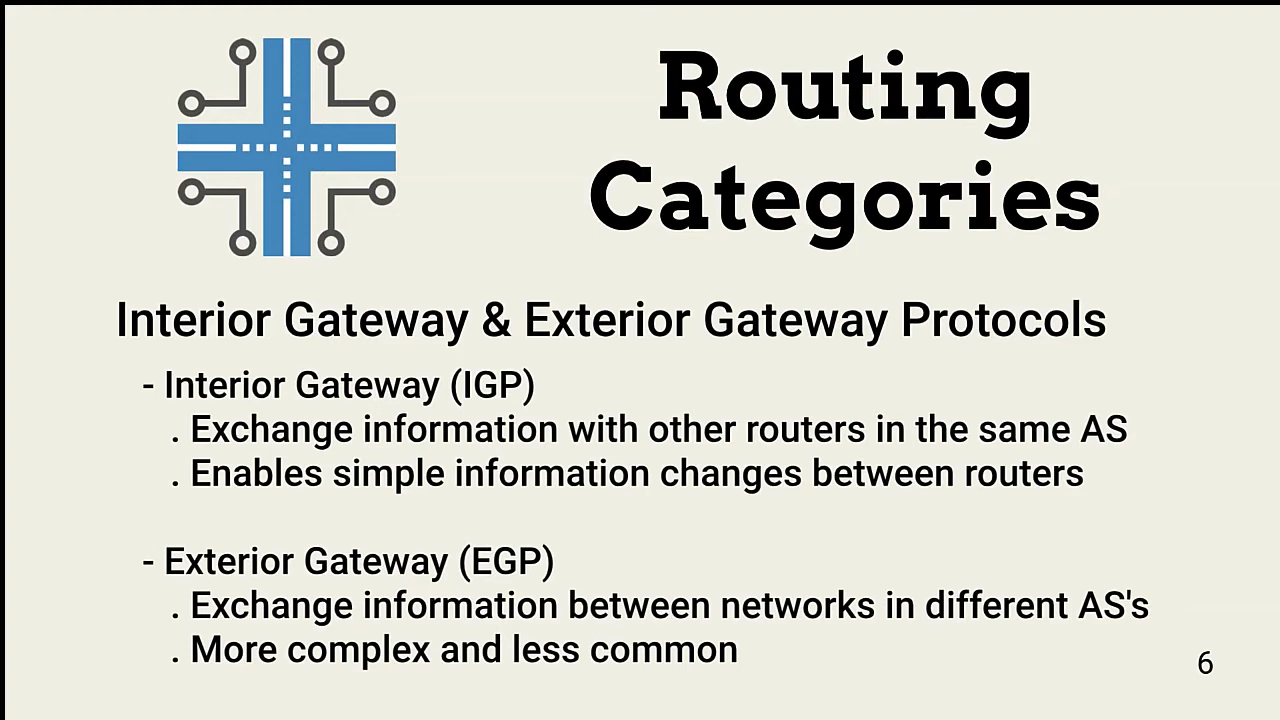 Routing
Categories
Interior Gateway & Exterior Gateway Protocols
- Interior Gateway (IGP)
. Exchange information with other routers in the same AS
. Enables simple information changes between routers
- Exterior Gateway (EGP)
. Exchange information between networks in different AS's
. More complex and less common
6